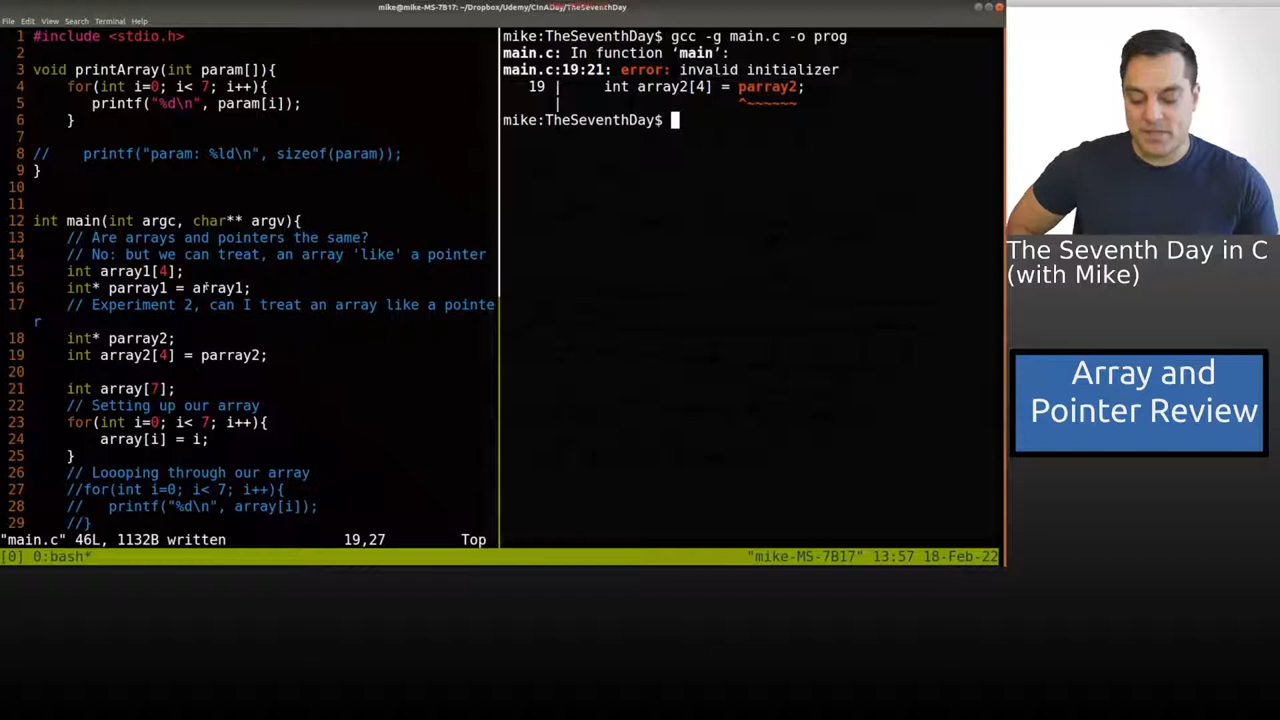 mike@mike-MS-7B17: ~/Dropbox/Udemy/CInADay/TheSeventhDay
File Edit View Search Terminal Help
1 #include <stdio.h>
2
3 void printArray(int param[]){
4     for(int i=0; i< 7; i++){
5        printf("%d\n", param[i]);
6     }
7
8 //    printf("param: %ld\n", sizeof(param));
9 }
10
11
12 int main(int argc, char** argv){
13     // Are arrays and pointers the same?
14     // No: but we can treat, an array 'like' a pointer
15     int array1[4];
16     int* parray1 = array1;
17     // Experiment 2, can I treat an array like a pointe
r
18     int* parray2;
19     int array2[4] = parray2;
20
21     int array[7];
22     // Setting up our array
23     for(int i=0; i< 7; i++){
24         array[i] = i;
25     }
26     // Loooping through our array
27     //for(int i=0; i< 7; i++){
28     //   printf("%d\n", array[i]);
29     //}
"main.c" 46L, 1132B written 19,27 Top
mike:TheSeventhDay$ gcc -g main.c -o prog
main.c: In function ‘main’:
main.c:19:21: error: invalid initializer
19 |     int array2[4] = parray2;
|                     ^~~~~~~
mike:TheSeventhDay$
[0] 0:bash* "mike-MS-7B17" 13:57 18-Feb-22
The Seventh Day in C
(with Mike)
Array and
Pointer Review